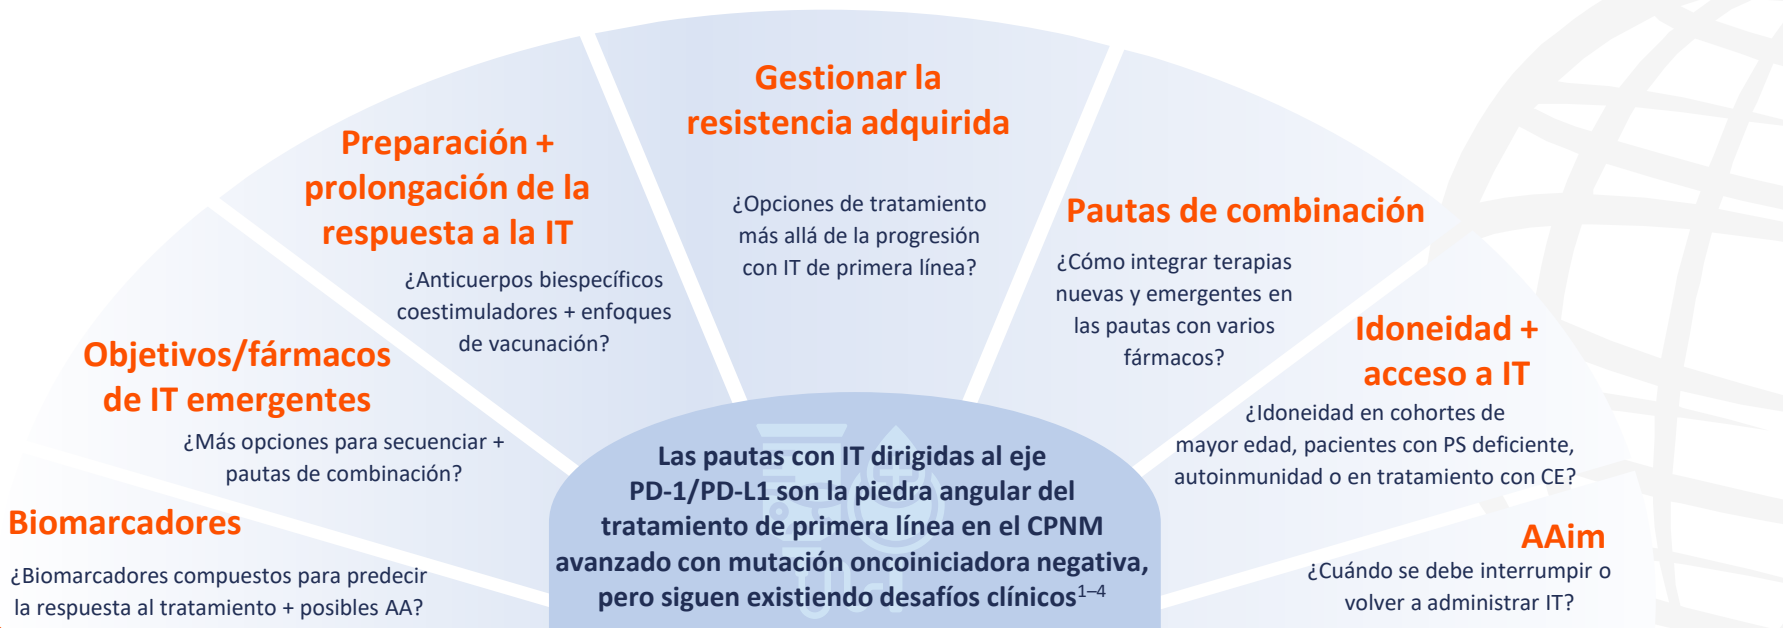 Biomarcadores
¿Biomarcadores compuestos para predecir
la respuesta al tratamiento + posibles AA?
Objetivos/fármacos
de IT emergentes
¿Más opciones para secuenciar +
pautas de combinación?
Preparación +
prolongación de la
respuesta a la IT
¿Anticuerpos biespecíficos
coestimuladores + enfoques
de vacunación?
Gestionar la
resistencia adquirida
¿Opciones de tratamiento
más allá de la progresión
con IT de primera línea?
Pautas de combinación
¿Cómo integrar terapias
nuevas y emergentes en
las pautas con varios
fármacos?
Idoneidad +
acceso a IT
¿Idoneidad en cohortes de
mayor edad, pacientes con PS deficiente,
autoinmunidad o en tratamiento con CE?
AAim
¿Cuándo se debe interrumpir o
volver a administrar IT?
Las pautas con IT dirigidas al eje
PD-1/PD-L1 son la piedra angular del
tratamiento de primera línea en el CPNM
avanzado con mutación oncoiniciadora negativa,
pero siguen existiendo desafíos clínicos1–4